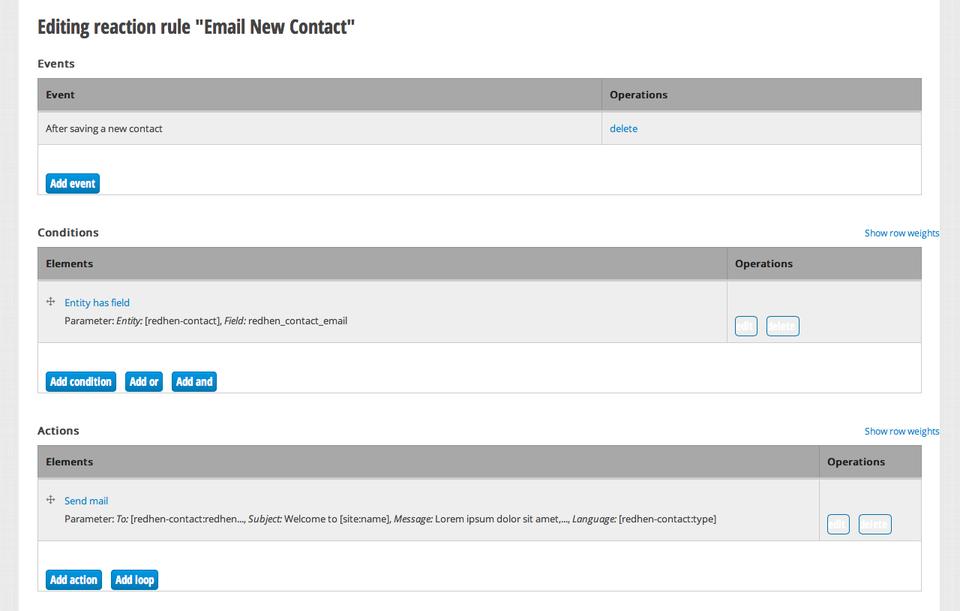 Editing reaction rule "Email New Contact"
Events
Event Operations
After saving a new contact delete
Add event
Conditions Show row weights
Elements Operations
Entity has field
Parameter: Entity: [redhen-contact], Field: redhen_contact_email
edit delete
Add condition Add or Add and
Actions Show row weights
Elements Operations
Send mail
Parameter: To: [redhen-contact:redhen..., Subject: Welcome to [site:name], Message: Lorem ipsum dolor sit amet,..., Language: [redhen-contact:type]
edit delete
Add action Add loop